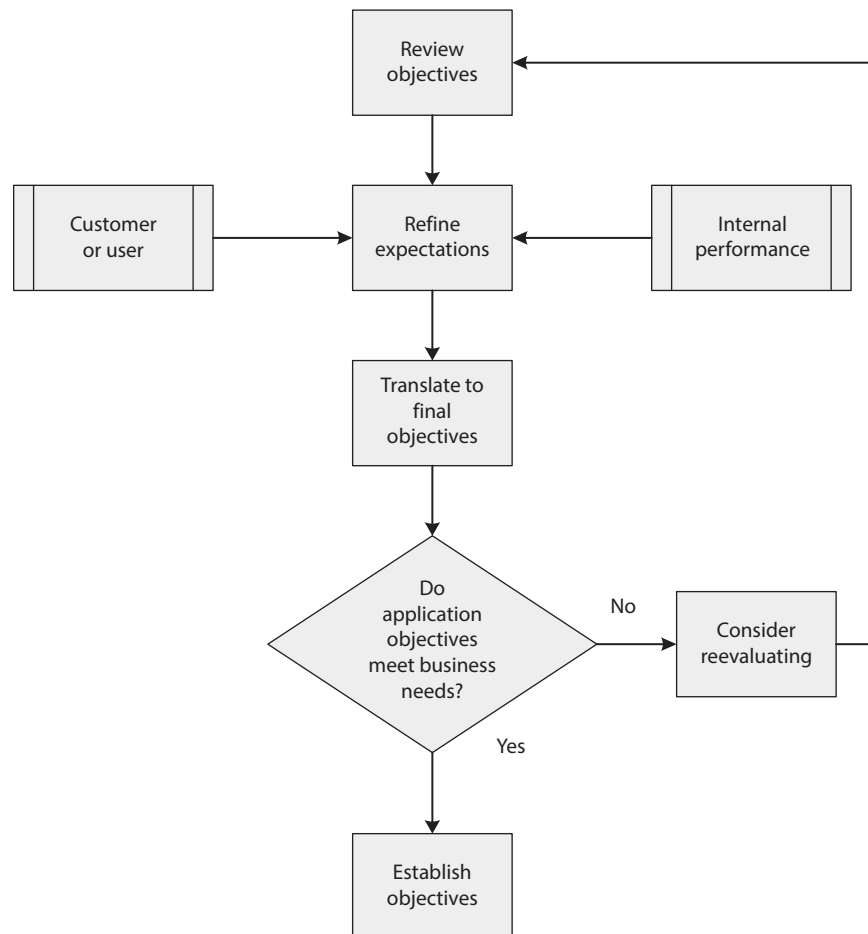 Review
objectives
Customer
or user
Refine
expectations
Internal
performance
Translate to
final
objectives
Do
application
objectives
meet business
needs?
No
Consider
reevaluating
Yes
Establish
objectives